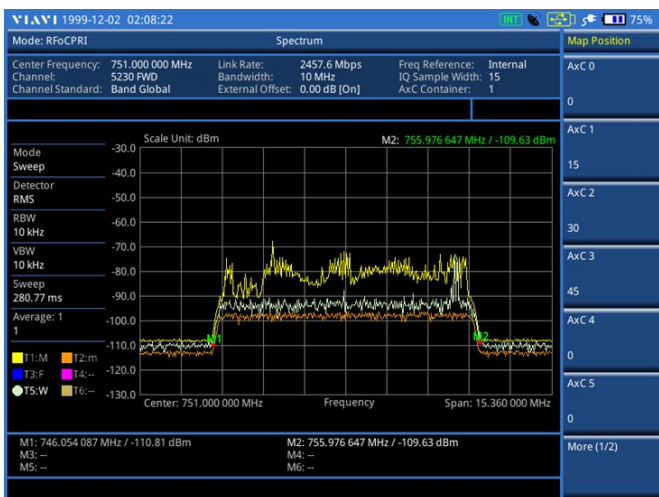 VIAVI 1999-12-02 02:08:22
INT
75%
Mode: RFoCPRI
Spectrum
Map Position
Center Frequency: 751.000 000 MHz
Channel: 5230 FWD
Channel Standard: Band Global
Link Rate: 2457.6 Mbps
Bandwidth: 10 MHz
External Offset: 0.00 dB [On]
Freq Reference: Internal
IQ Sample Width: 15
AxC Container: 1
Mode
Sweep
Detector
RMS
RBW
10 kHz
VBW
10 kHz
Sweep
280.77 ms
Average: 1
1
T1:M T2:m
T3:F T4:--
T5:W T6:--
Scale Unit: dBm
M2: 755.976 647 MHz / -109.63 dBm
-30.0
-40.0
-50.0
-60.0
-70.0
-80.0
-90.0
-100.0
-110.0
-120.0
-130.0
M1
M2
Center: 751.000 000 MHz Frequency Span: 15.360 000 MHz
M1: 746.054 087 MHz / -110.81 dBm
M2: 755.976 647 MHz / -109.63 dBm
M3: --
M4: --
M5: --
M6: --
AxC 0
0
AxC 1
15
AxC 2
30
AxC 3
45
AxC 4
0
AxC 5
0
More (1/2)